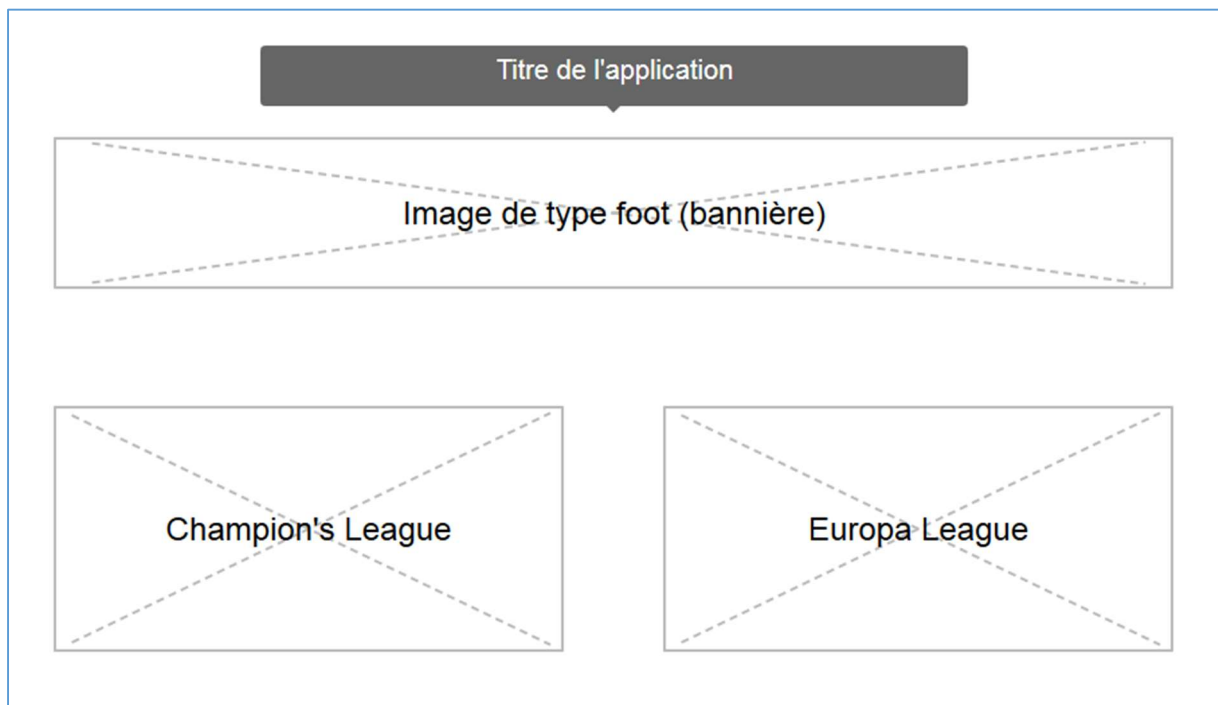 Titre de l'application
Image de type foot (bannière)
Champion's League
Europa League